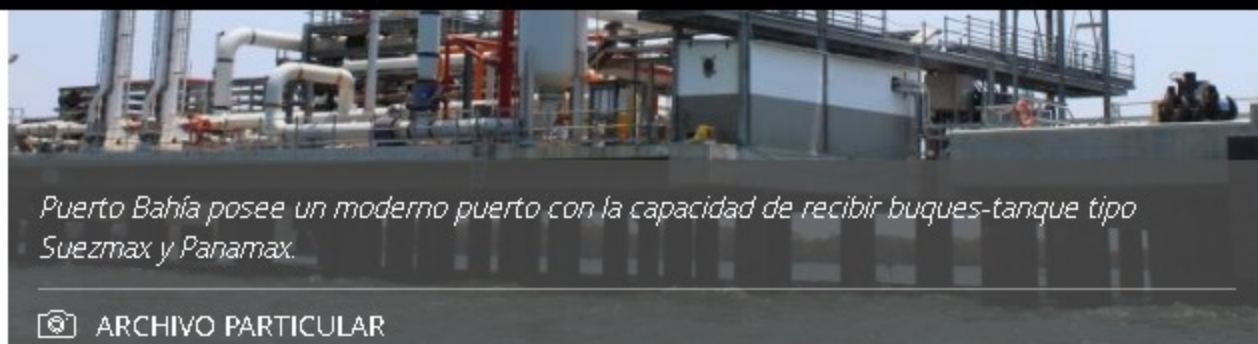 Puerto Bahía posee un moderno puerto con la capacidad de recibir buques-tanque tipo
Suezmax y Panamax.
ARCHIVO PARTICULAR